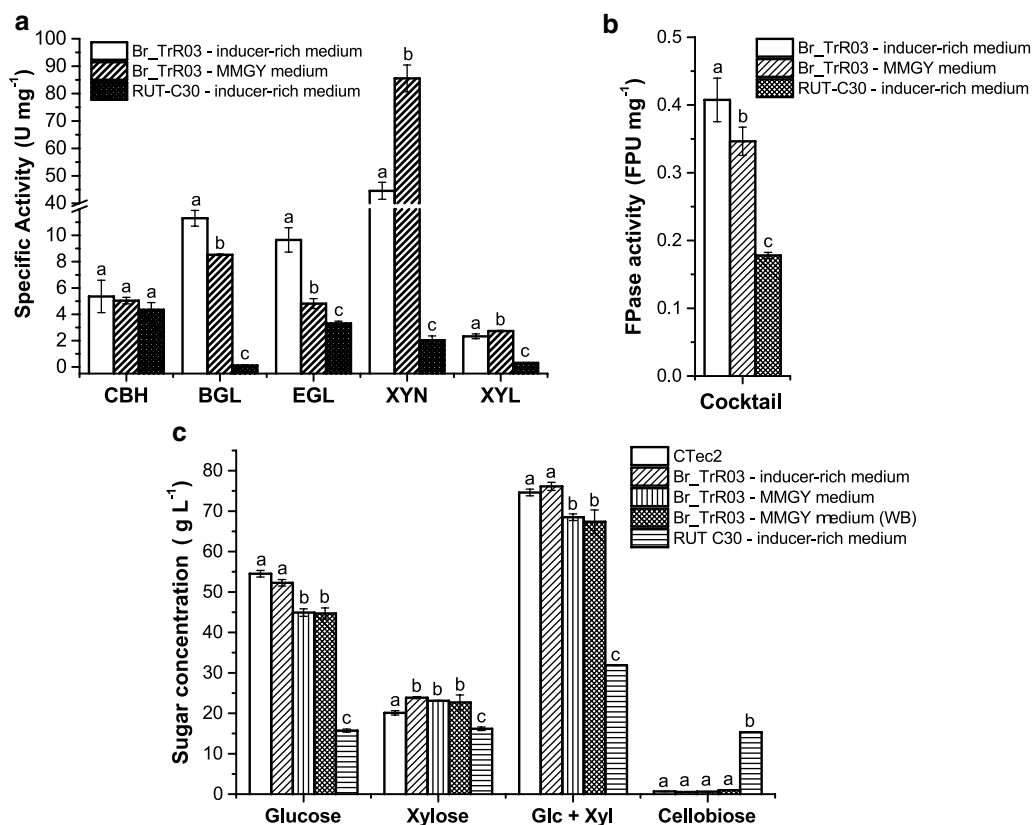 a
Specific Activity (U mg⁻¹)
100
90
80
70
60
50
40
10
8
6
4
2
0
Br_TrR03 - inducer-rich medium
Br_TrR03 - MMGY medium
RUT-C30 - inducer-rich medium
a a a
a b c
a b c
a b c
a b c
CBH BGL EGL XYN XYL
b
FPase activity (FPU mg⁻¹)
0.5
0.4
0.3
0.2
0.1
0.0
Br_TrR03 - inducer-rich medium
Br_TrR03 - MMGY medium
RUT-C30 - inducer-rich medium
a b c
Cocktail
c
Sugar concentration ( g L⁻¹)
80
70
60
50
40
30
20
10
0
CTec2
Br_TrR03 - inducer-rich medium
Br_TrR03 - MMGY medium
Br_TrR03 - MMGY medium (WB)
RUT C30 - inducer-rich medium
a a b b c
a b b b c
a a b b c
a a a a b
Glucose Xylose Glc + Xyl Cellobiose